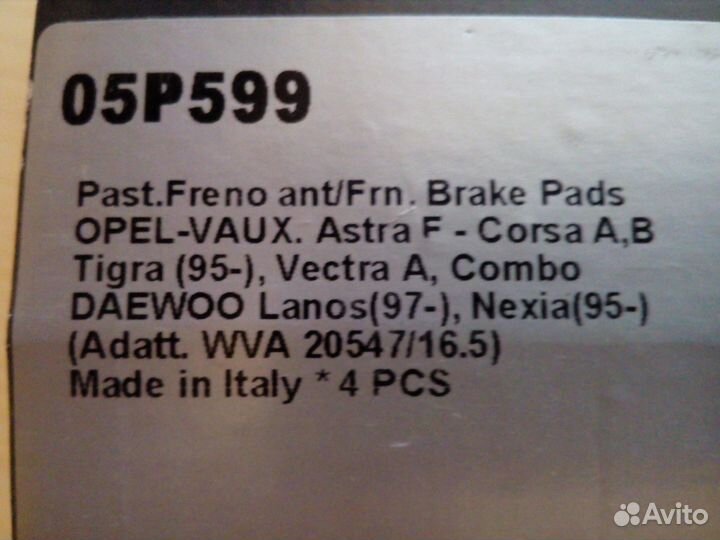 05P599
Past.Freno ant/Frn. Brake Pads
OPEL-VAUX. Astra F - Corsa A,B
Tigra (95-), Vectra A, Combo
DAEWOO Lanos(97-), Nexia(95-)
(Adatt. WVA 20547/16.5)
Made in Italy * 4 PCS
Avito